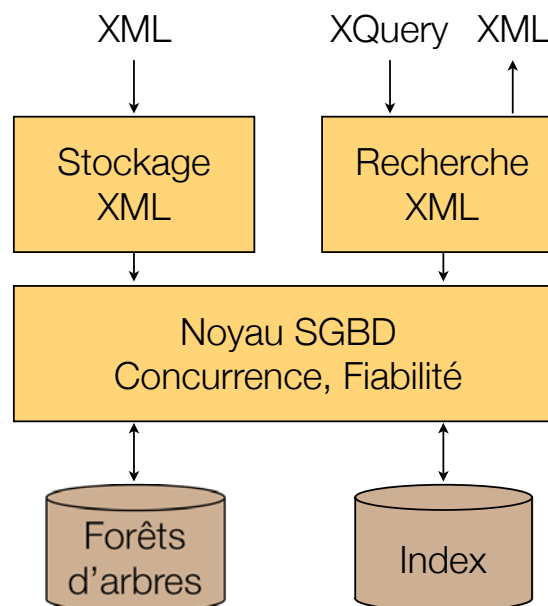 XML
XQuery XML
Stockage
XML
Recherche
XML
Noyau SGBD
Concurrence, Fiabilité
Forêts
d'arbres
Index